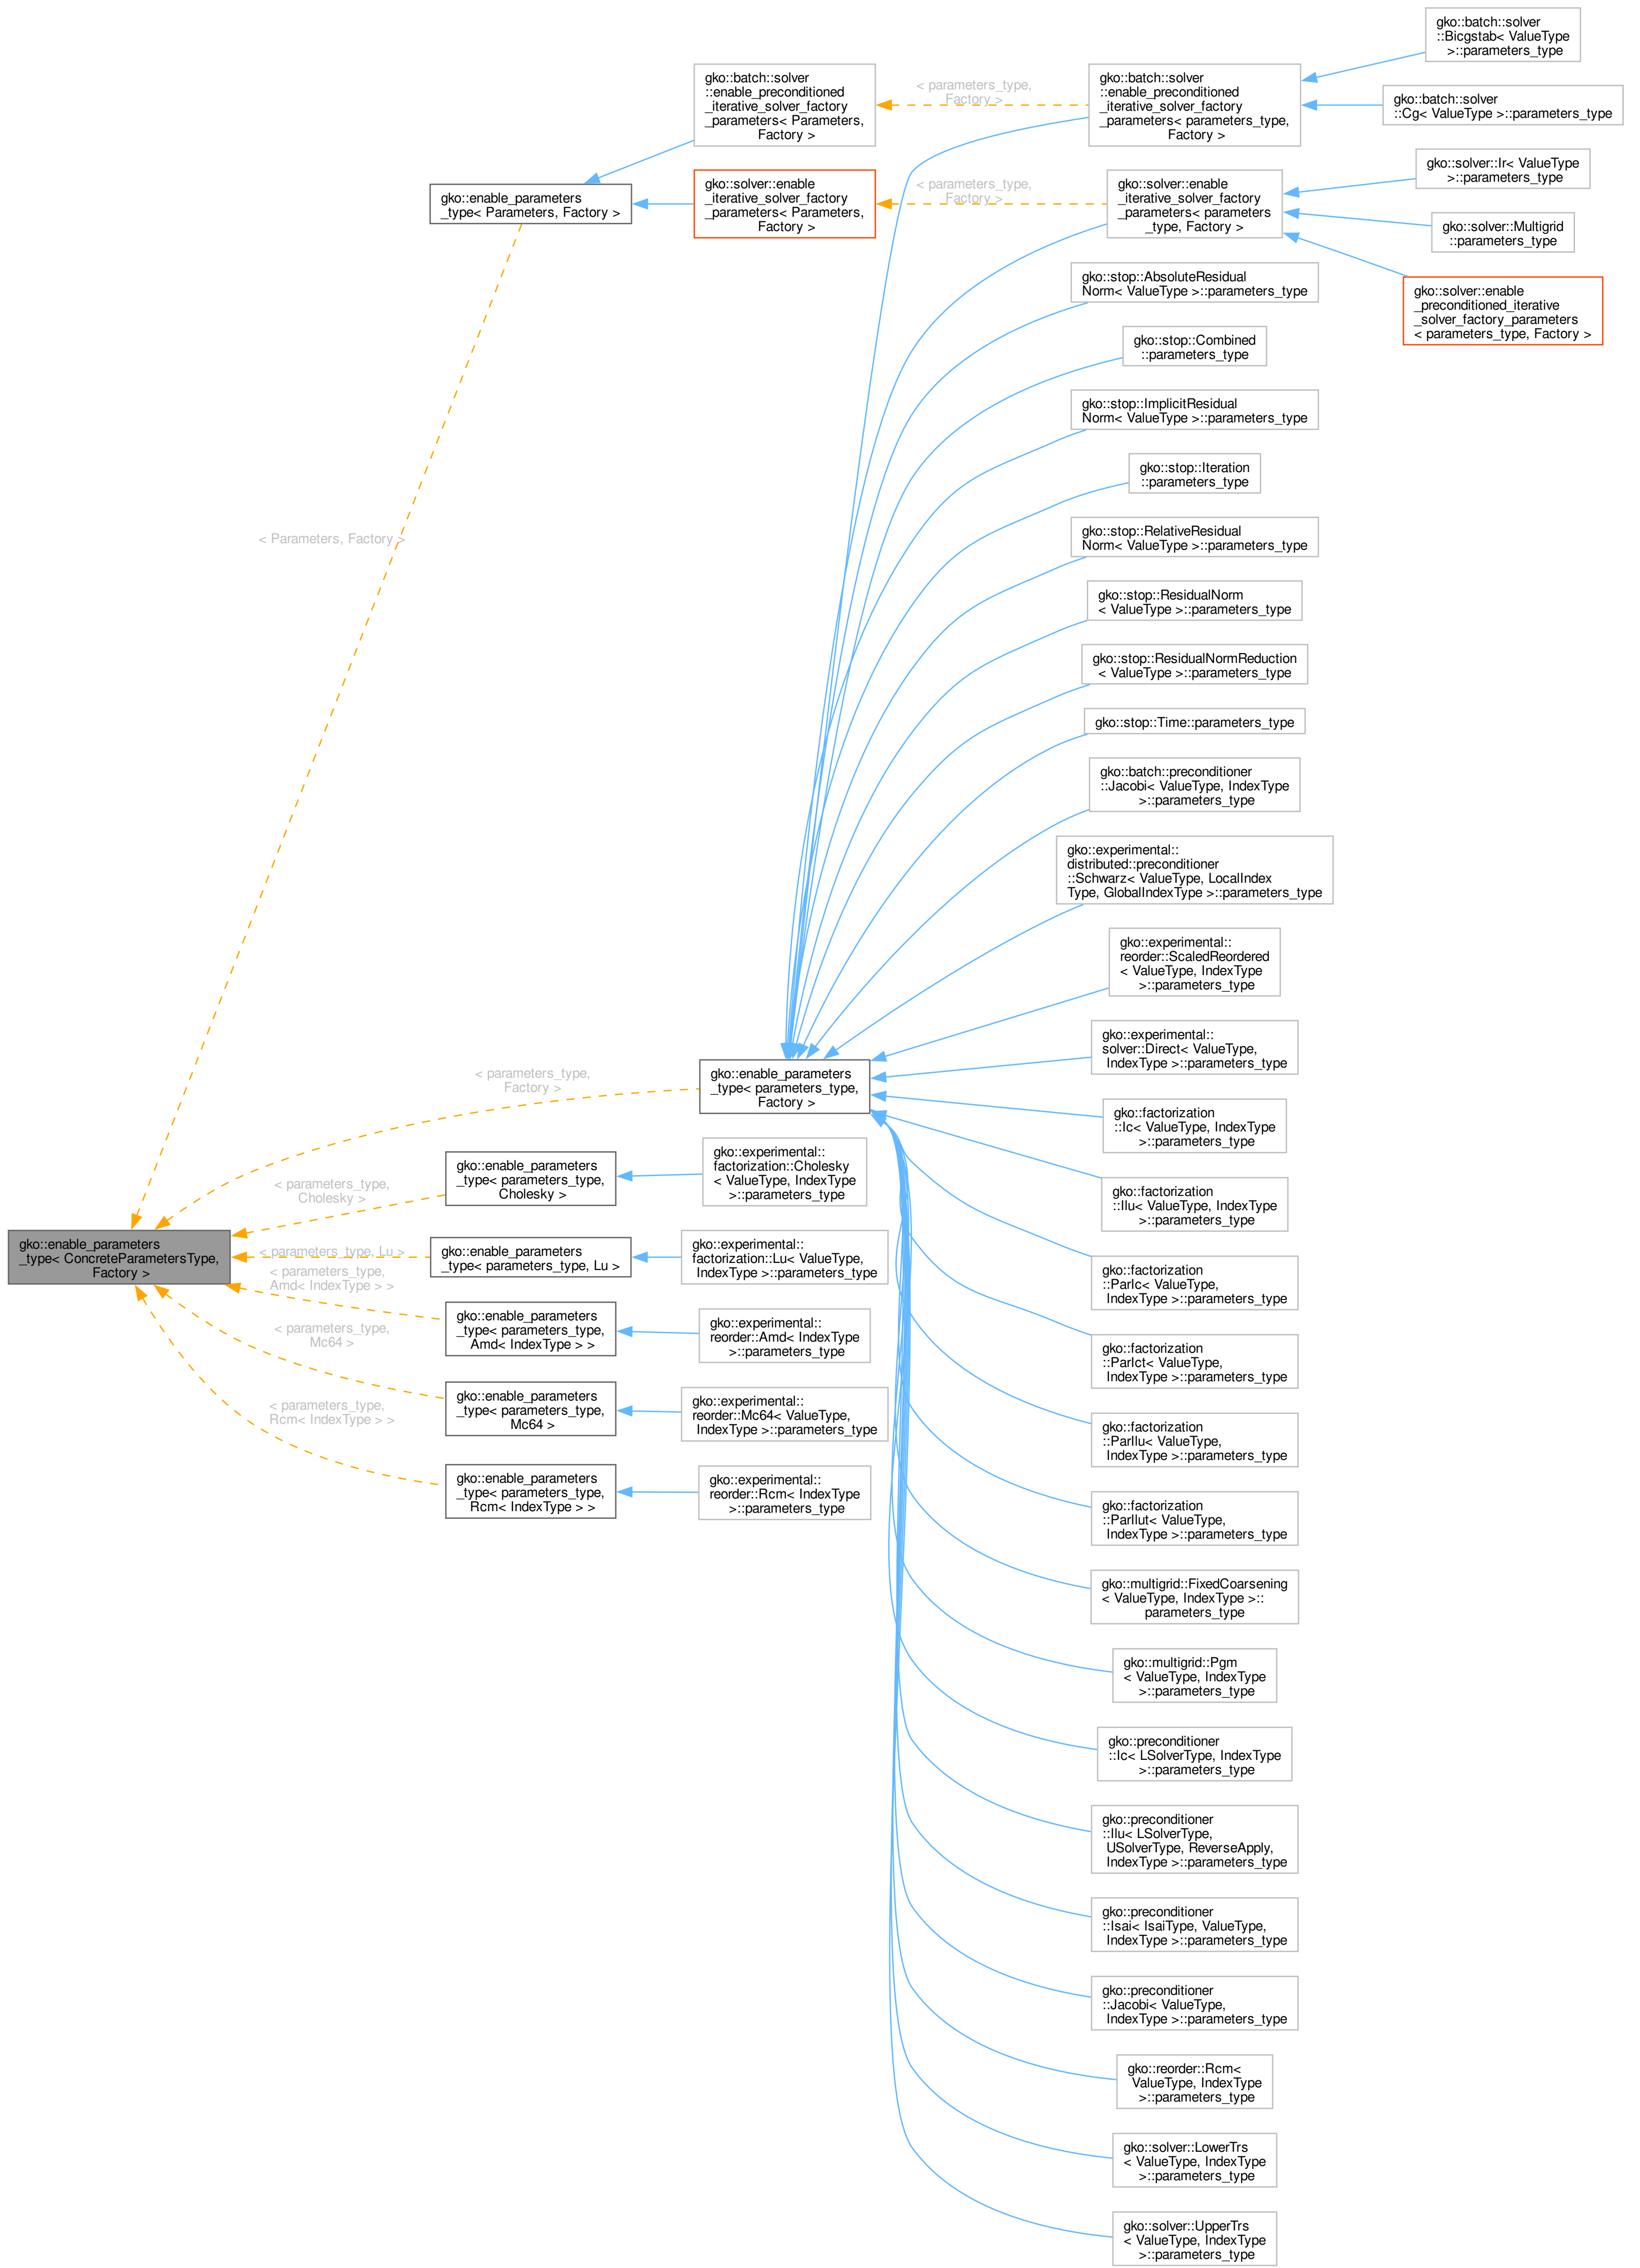 gko::batch::solver
::Bicgstab< ValueType
>::parameters_type
gko::batch::solver
::enable_preconditioned
_iterative_solver_factory
_parameters< Parameters,
Factory >
< parameters_type,
Factory >
gko::batch::solver
::enable_preconditioned
_iterative_solver_factory
_parameters< parameters_type,
Factory >
gko::batch::solver
::Cg< ValueType >::parameters_type
gko::enable_parameters
_type< Parameters, Factory >
gko::solver::enable
_iterative_solver_factory
_parameters< Parameters,
Factory >
< parameters_type,
Factory >
gko::solver::enable
_iterative_solver_factory
_parameters< parameters
_type, Factory >
gko::solver::Ir< ValueType
>::parameters_type
gko::solver::Multigrid
::parameters_type
gko::solver::enable
_preconditioned_iterative
_solver_factory_parameters
< parameters_type, Factory >
gko::stop::AbsoluteResidual
Norm< ValueType >::parameters_type
gko::stop::Combined
::parameters_type
gko::stop::ImplicitResidual
Norm< ValueType >::parameters_type
gko::stop::Iteration
::parameters_type
< Parameters, Factory >
gko::stop::RelativeResidual
Norm< ValueType >::parameters_type
gko::stop::ResidualNorm
< ValueType >::parameters_type
gko::stop::ResidualNormReduction
< ValueType >::parameters_type
gko::stop::Time::parameters_type
gko::batch::preconditioner
::Jacobi< ValueType, IndexType
>::parameters_type
gko::experimental::
distributed::preconditioner
::Schwarz< ValueType, LocalIndex
Type, GlobalIndexType >::parameters_type
gko::experimental::
reorder::ScaledReordered
< ValueType, IndexType
>::parameters_type
< parameters_type,
Factory >
gko::enable_parameters
_type< parameters_type,
Factory >
gko::experimental::
solver::Direct< ValueType,
IndexType >::parameters_type
gko::factorization
::Ic< ValueType, IndexType
>::parameters_type
< parameters_type,
Cholesky >
gko::enable_parameters
_type< parameters_type,
Cholesky >
gko::experimental::
factorization::Cholesky
< ValueType, IndexType
>::parameters_type
gko::factorization
::Ilu< ValueType, IndexType
>::parameters_type
gko::enable_parameters
_type< ConcreteParametersType,
Factory >
< parameters_type, Lu >
gko::enable_parameters
_type< parameters_type, Lu >
gko::experimental::
factorization::Lu< ValueType,
IndexType >::parameters_type
gko::factorization
::ParIc< ValueType,
IndexType >::parameters_type
< parameters_type,
Amd< IndexType > >
gko::enable_parameters
_type< parameters_type,
Amd< IndexType > >
gko::experimental::
reorder::Amd< IndexType
>::parameters_type
gko::factorization
::ParIct< ValueType,
IndexType >::parameters_type
< parameters_type,
Mc64 >
gko::enable_parameters
_type< parameters_type,
Mc64 >
gko::experimental::
reorder::Mc64< ValueType,
IndexType >::parameters_type
gko::factorization
::ParIlu< ValueType,
IndexType >::parameters_type
< parameters_type,
Rcm< IndexType > >
gko::enable_parameters
_type< parameters_type,
Rcm< IndexType > >
gko::experimental::
reorder::Rcm< IndexType
>::parameters_type
gko::factorization
::ParIlut< ValueType,
IndexType >::parameters_type
gko::multigrid::FixedCoarsening
< ValueType, IndexType >::
parameters_type
gko::multigrid::Pgm
< ValueType, IndexType
>::parameters_type
gko::preconditioner
::Ic< LSolverType, IndexType
>::parameters_type
gko::preconditioner
::Ilu< LSolverType,
USolverType, ReverseApply,
IndexType >::parameters_type
gko::preconditioner
::Isai< IsaiType, ValueType,
IndexType >::parameters_type
gko::preconditioner
::Jacobi< ValueType,
IndexType >::parameters_type
gko::reorder::Rcm<
ValueType, IndexType
>::parameters_type
gko::solver::LowerTrs
< ValueType, IndexType
>::parameters_type
gko::solver::UpperTrs
< ValueType, IndexType
>::parameters_type